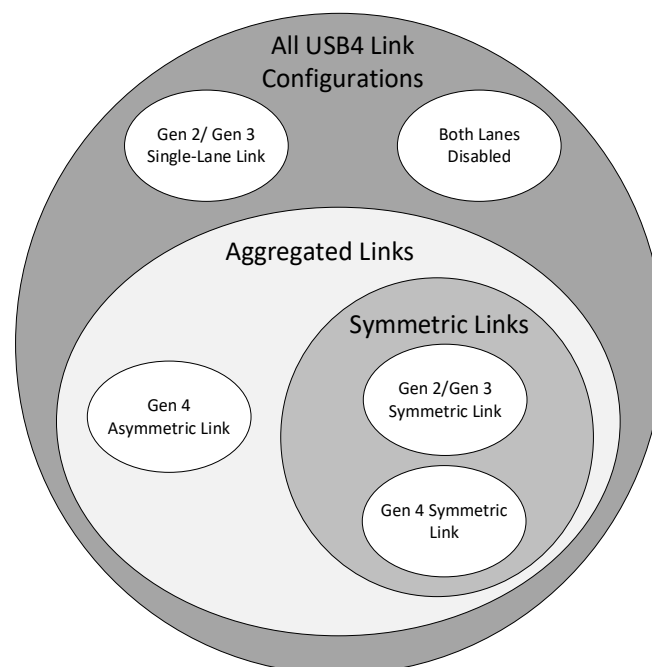 All USB4 Link
Configurations
Gen 2/ Gen 3
Single-Lane Link
Both Lanes
Disabled
Aggregated Links
Symmetric Links
Gen 4
Asymmetric Link
Gen 2/Gen 3
Symmetric Link
Gen 4 Symmetric
Link